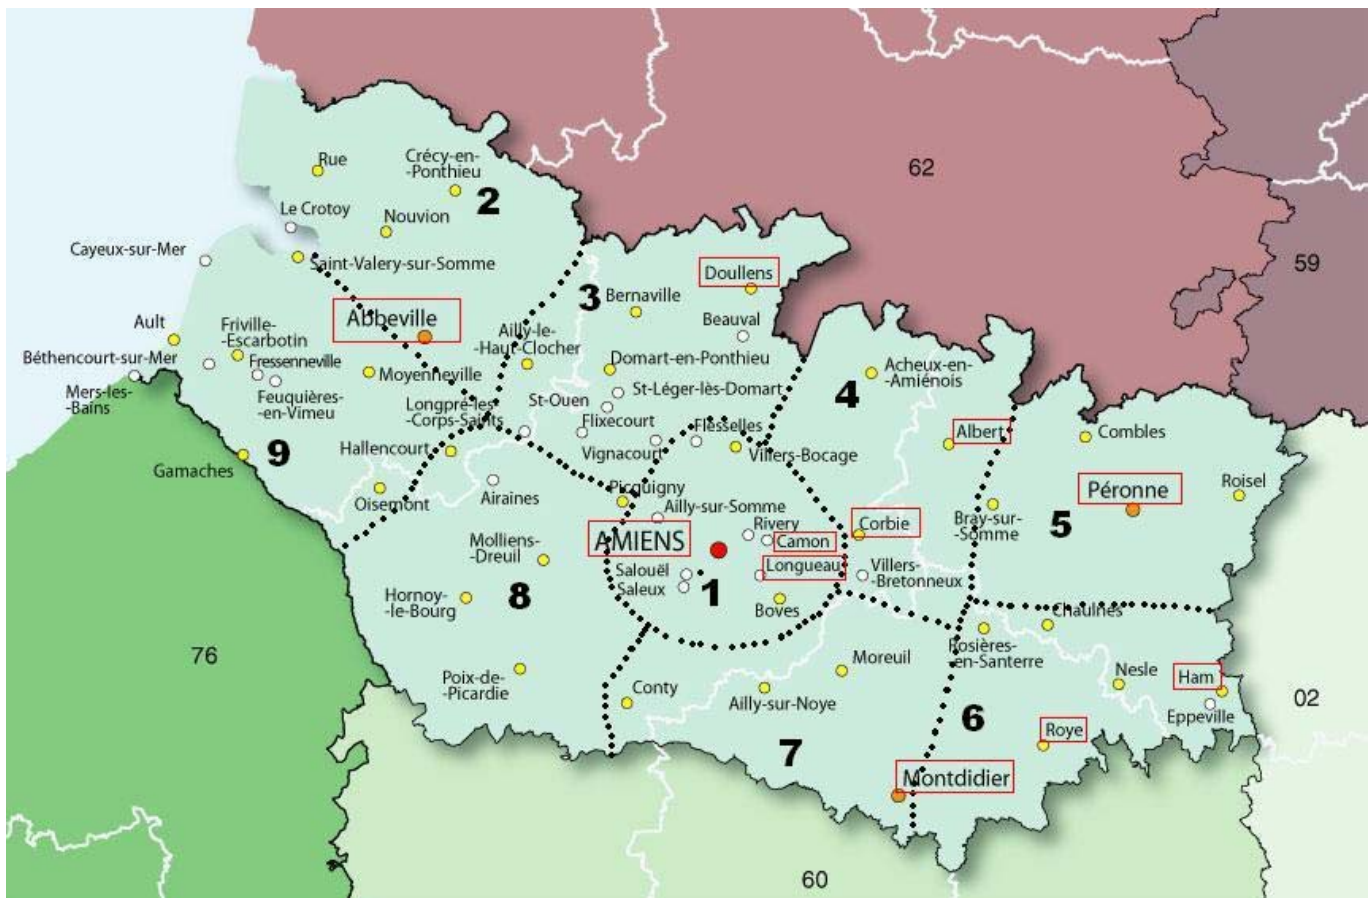 62
59
Rue
Crécy-en-
-Ponthieu
2
Le Crotoy
Nouvion
Cayeux-sur-Mer
Saint-Valery-sur-Somme
Doullens
3
Bernaville
Abbeville
Ault
Friville-
-Escarbotin
Ailly-le-
-Haut-Clocher
Beauval
Béthencourt-sur-Mer
Fressenneville
Domart-en-Ponthieu
Acheux-en-
-Amiénois
Mers-les-
-Bains
Moyenneville
St-Léger-lès-Domart
4
Feuquières-
-en-Vimeu
Longpré-les
-Corps-Saints
St-Ouen
Flixecourt
Flesselles
Albert
Combles
9
Hallencourt
Vignacourt
Villers-Bocage
Gamaches
Oisemont
Airaines
Picquigny
Péronne
Roisel
Ailly-sur-Somme
Rivery
Corbie
Bray-sur-
-Somme
5
AMIENS
Camon
Molliens-
-Dreuil
Longueau
Salouël
Saleux
Villers-
-Bretonneux
1
Hornoy-
-le-Bourg
8
Boves
Chaulnes
76
Rosières-
-en-Santerre
Moreuil
Nesle
Ham
Poix-de-
-Picardie
Conty
Ailly-sur-Noye
6
Eppeville
02
Roye
7
Montdidier
60